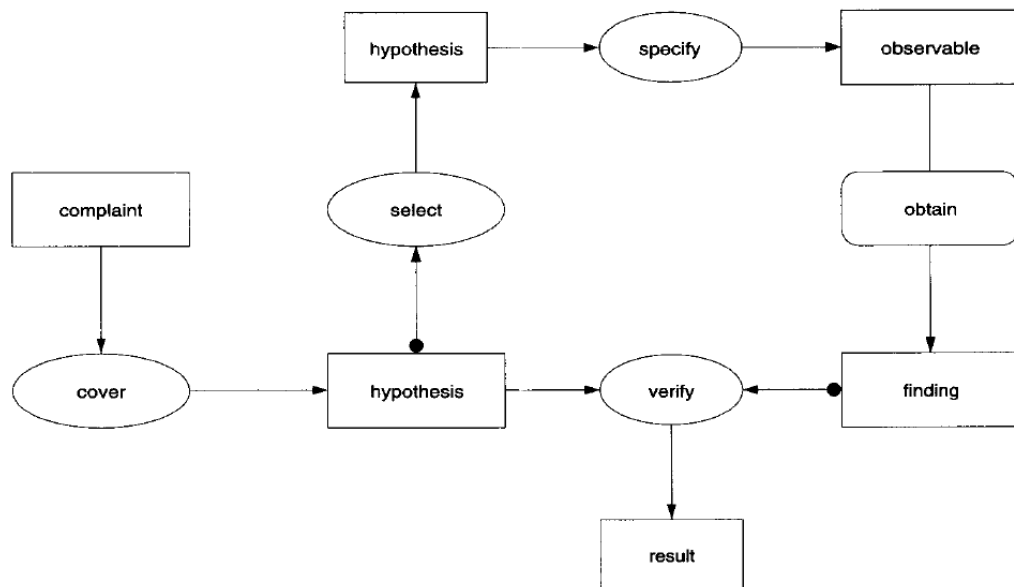 hypothesis
specify
observable
complaint
select
obtain
cover
hypothesis
verify
finding
result